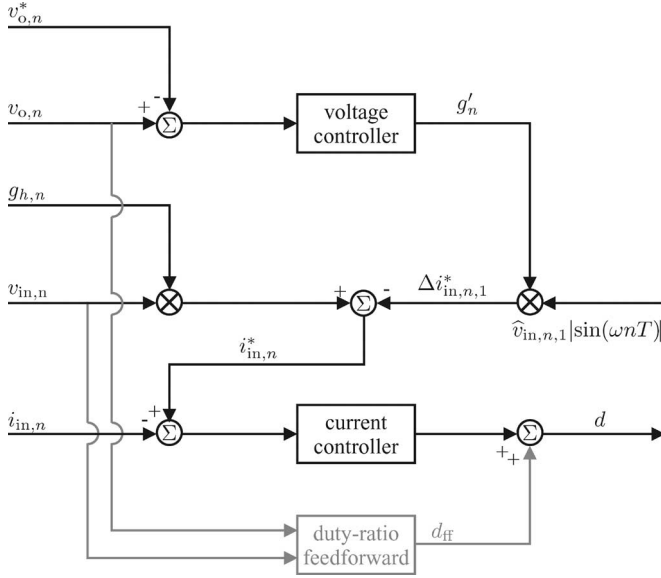 v*o,n
-
vo,n
+
Σ
voltage
controller
g′n
gh,n
vin,n
+
Σ
-
Δi*in,n,1
v̂in,n,1|sin(ωnT)|
i*in,n
iin,n
-
+
Σ
current
controller
+
+
Σ
d
duty-ratio
feedforward
dff